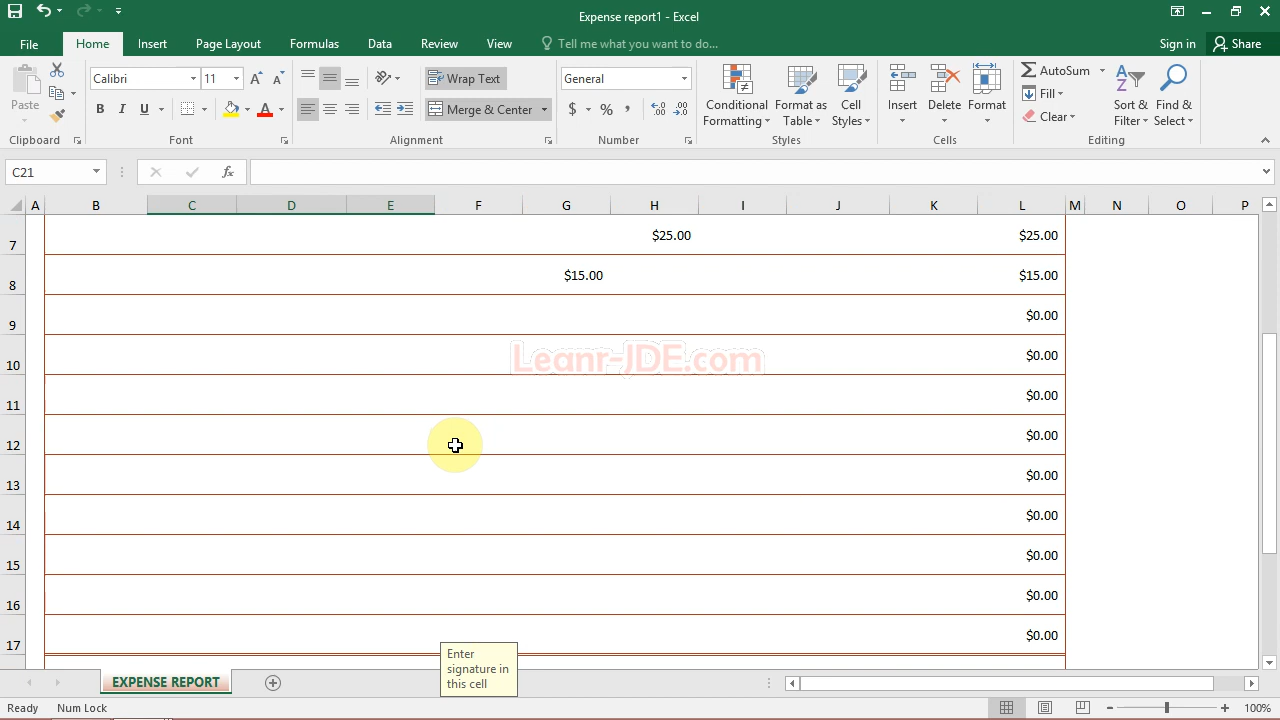 Expense report1 - Excel
File Home Insert Page Layout Formulas Data Review View Tell me what you want to do... Sign in Share
Paste
Calibri 11
B I U
Wrap Text
Merge & Center
General
$ % ,
Conditional Formatting
Format as Table
Cell Styles
Insert Delete Format
AutoSum
Fill
Clear
Sort & Filter
Find & Select
Clipboard Font Alignment Number Styles Cells Editing
C21 fx
A B C D E F G H I J K L M N O P
7 $25.00 $25.00
8 $15.00 $15.00
9 $0.00
10 $0.00
Leanr-JDE.com
11 $0.00
12 $0.00
13 $0.00
14 $0.00
15 $0.00
16 $0.00
17 $0.00
Enter
signature in
this cell
EXPENSE REPORT
Ready Num Lock 100%